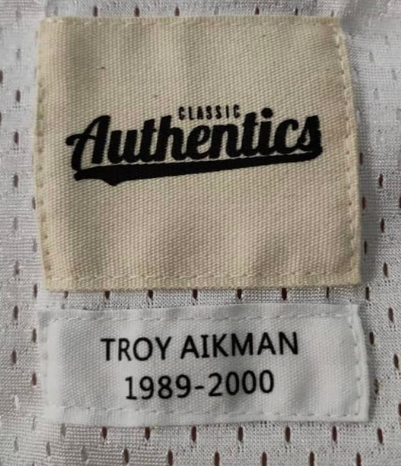 CLASSIC
Authentics
TROY AIKMAN
1989-2000